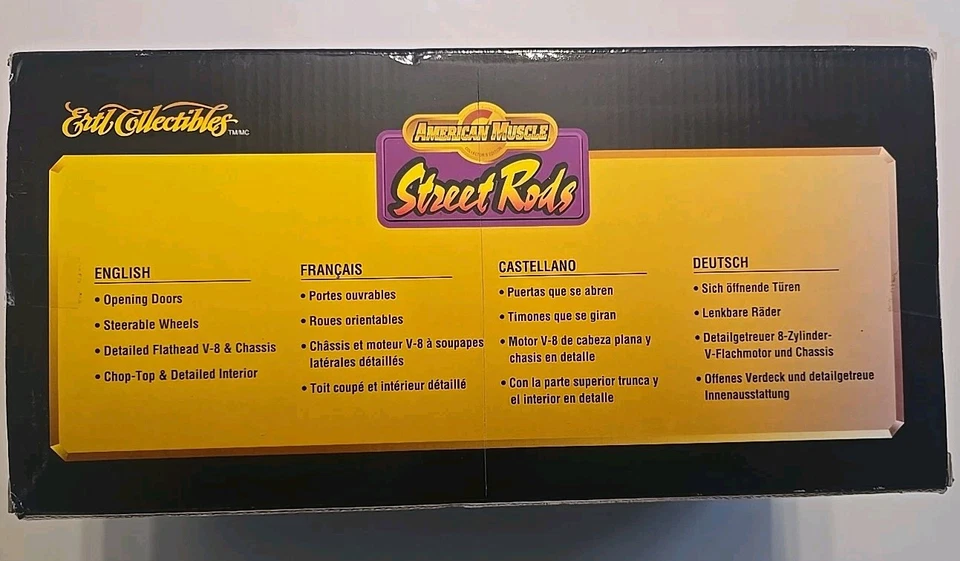 Ertl Collectibles TM/MC
AMERICAN MUSCLE
COLLECTOR'S EDITION
Street Rods
ENGLISH
• Opening Doors
• Steerable Wheels
• Detailed Flathead V-8 & Chassis
• Chop-Top & Detailed Interior
FRANÇAIS
• Portes ouvrables
• Roues orientables
• Châssis et moteur V-8 à soupapes
latérales détaillés
• Toit coupé et intérieur détaillé
CASTELLANO
• Puertas que se abren
• Timones que se giran
• Motor V-8 de cabeza plana y
chasis en detalle
• Con la parte superior trunca y
el interior en detalle
DEUTSCH
• Sich öffnende Türen
• Lenkbare Räder
• Detailgetreuer 8-Zylinder-
V-Flachmotor und Chassis
• Offenes Verdeck und detailgetreue
Innenausstattung